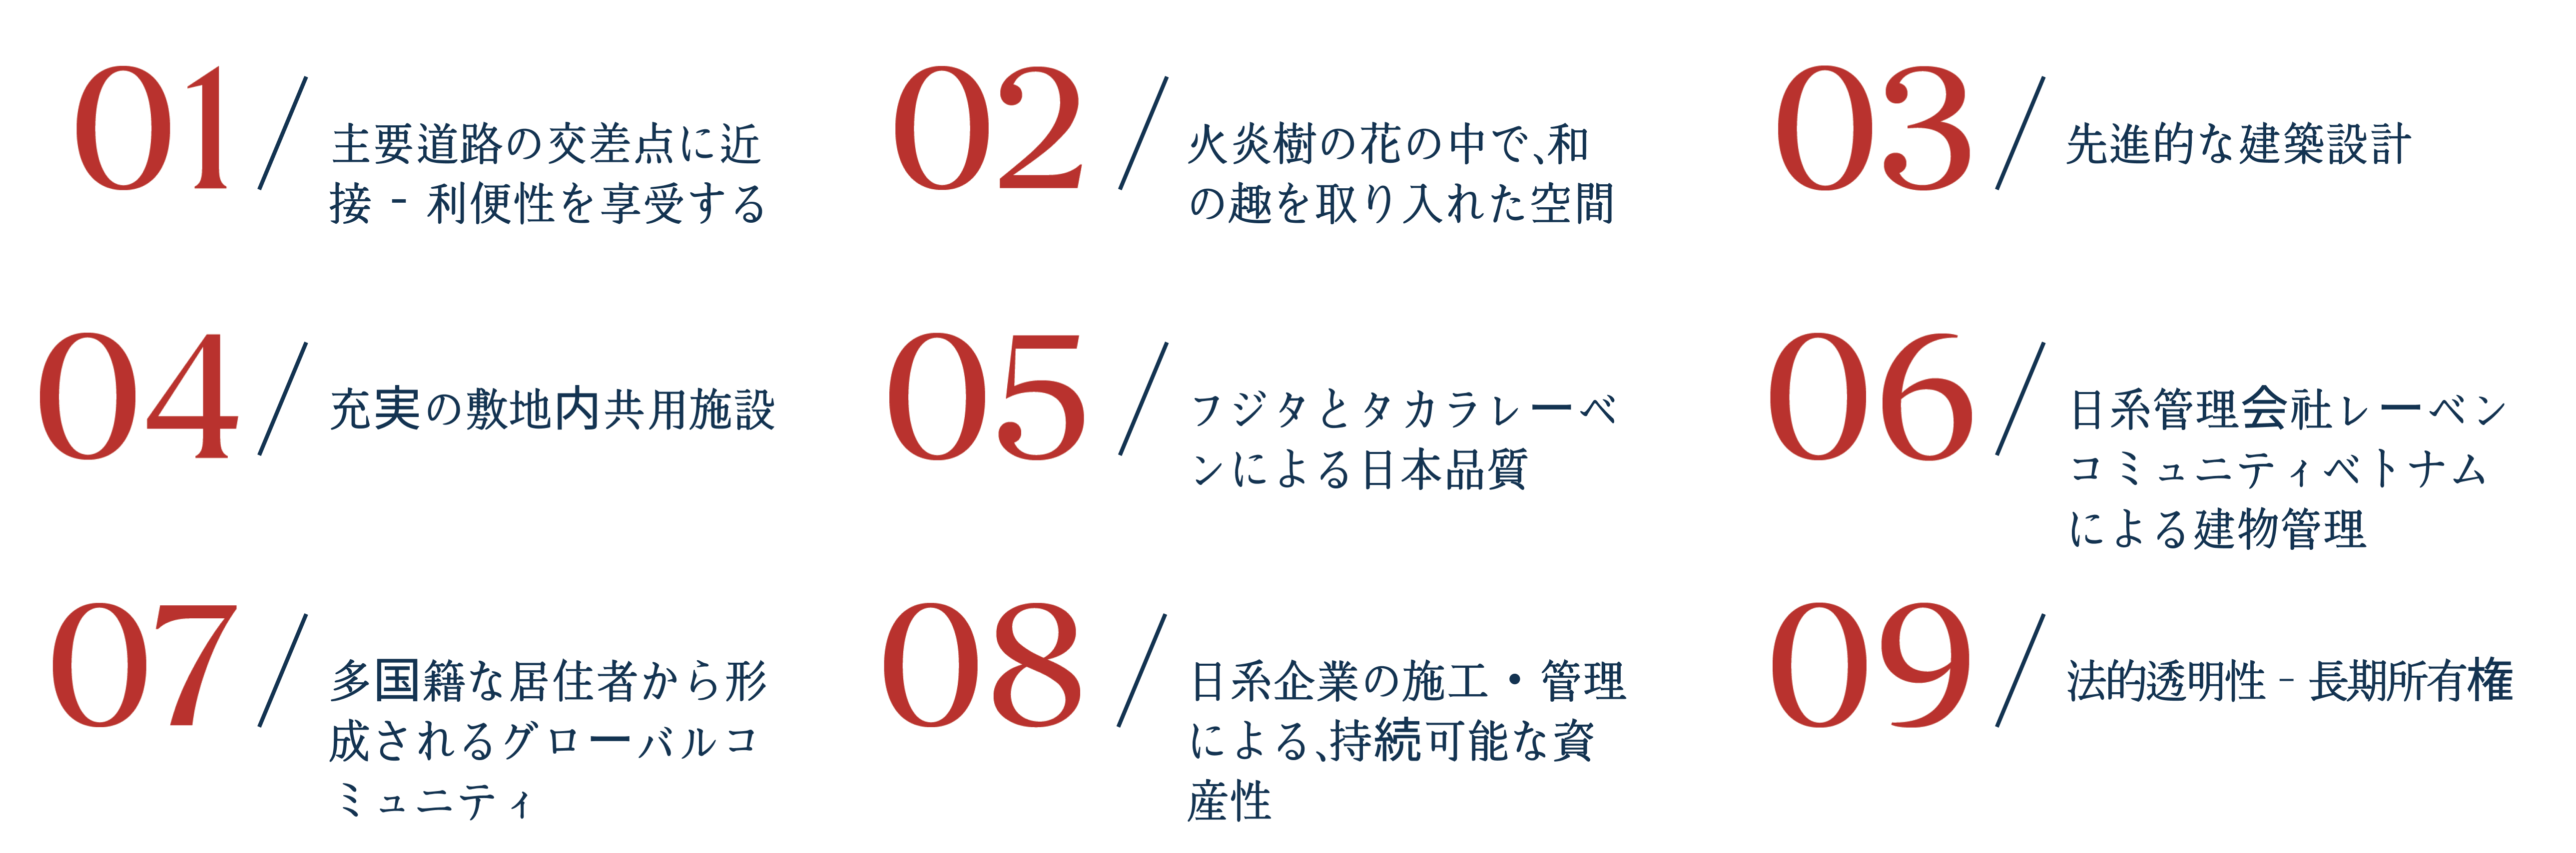 01
主要道路の交差点に近
接 - 利便性を享受する
02
火炎樹の花の中で、和
の趣を取り入れた空間
03
先進的な建築設計
04
充実の敷地内共用施設
05
フジタとタカラレーベ
ンによる日本品質
06
日系管理会社レーベン
コミュニティベトナム
による建物管理
07
多国籍な居住者から形
成されるグローバルコ
ミュニティ
08
日系企業の施工・管理
による、持続可能な資
産性
09
法的透明性 - 長期所有権